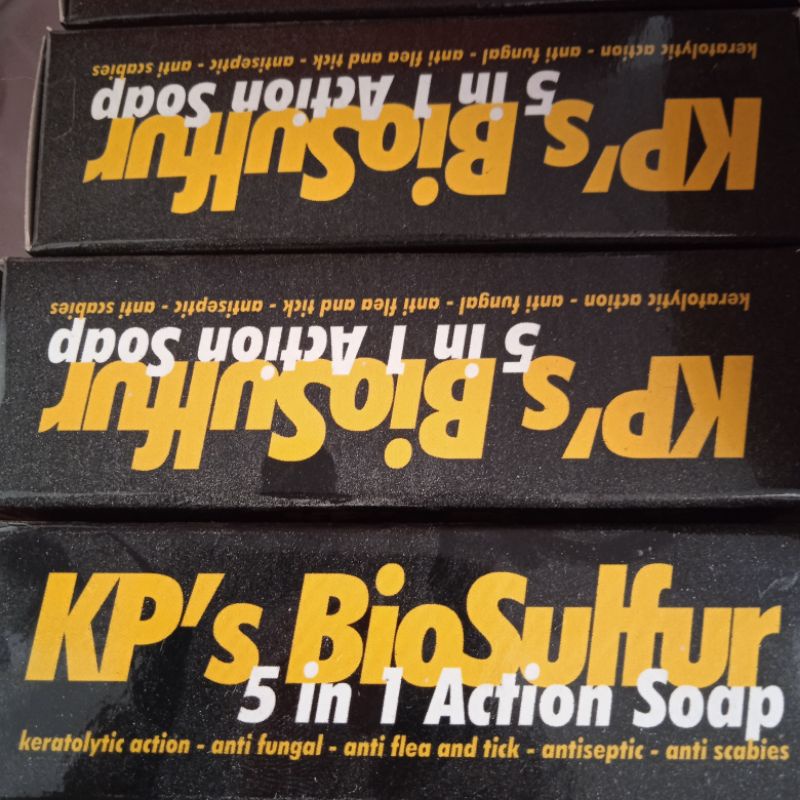 keratolytic action - anti fungal - anti flea and tick - antiseptic - anti scabies
5 in 1 Action Soap
KP's BioSulfur
keratolytic action - anti fungal - anti flea and tick - antiseptic - anti scabies
5 in 1 Action Soap
KP's BioSulfur
KP's BioSulfur
5 in 1 Action Soap
keratolytic action - anti fungal - anti flea and tick - antiseptic - anti scabies